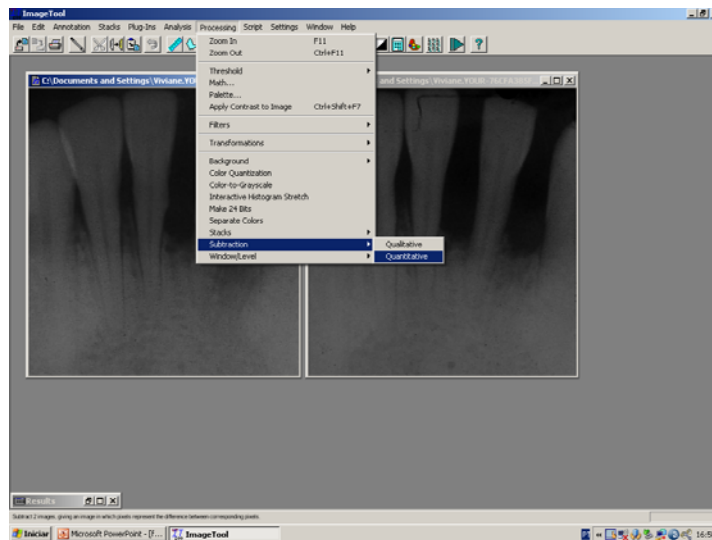 ImageTool
File Edit Annotation Stacks Plug-Ins Analysis Processing Script Settings Window Help
Zoom In F11
Zoom Out Ctrl+F11
Threshold
Math...
Palette...
Apply Contrast to Image Ctrl+Shift+F7
Filters
Transformations
Background
Color Quantization
Color-to-Grayscale
Interactive Histogram Stretch
Make 24 Bits
Separate Colors
Stacks
Subtraction
Window/Level
Qualitative
Quantitative
C:\Documents and Settings\Viviane.YO
and Settings\Viviane.YOUR-
Results
Subtract 2 images, giving an image in which pixels represent the difference between corresponding pixels.
Iniciar Microsoft PowerPoint - [F... ImageTool 16:5